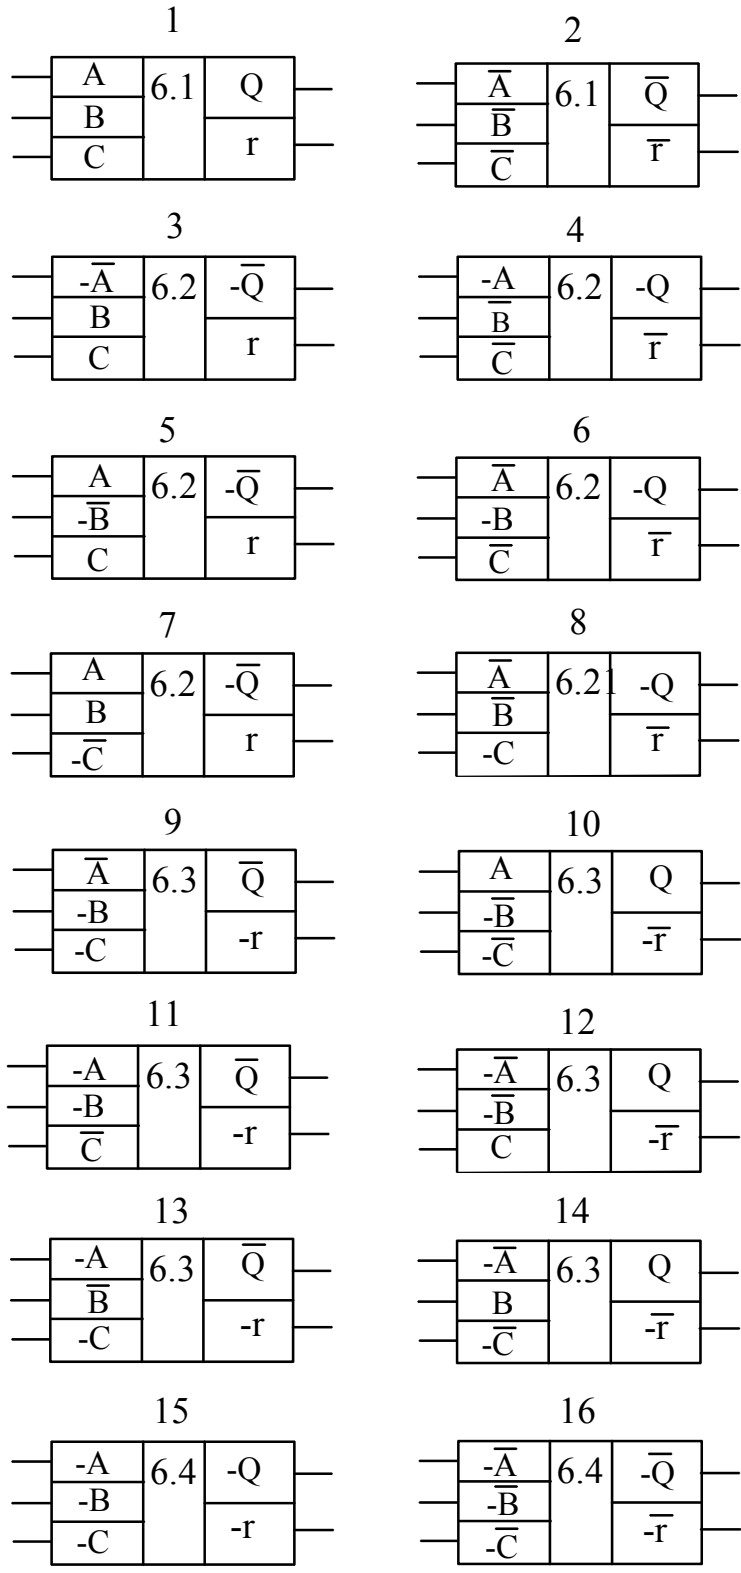 1 2
A 6.1 Q A̅ 6.1 Q̅
B B̅
C r C̅ r̅
3 4
-A̅ 6.2 -Q̅ -A 6.2 -Q
B B̅
C r C̅ r̅
5 6
A 6.2 -Q̅ A̅ 6.2 -Q
-B̅ -B
C r C̅ r̅
7 8
A 6.2 -Q̅ A̅ 6.21 -Q
B B̅
-C̅ r -C r̅
9 10
A̅ 6.3 Q̅ A 6.3 Q
-B -B̅
-C -r -C̅ -r̅
11 12
-A 6.3 Q̅ -A̅ 6.3 Q
-B -B̅
C̅ -r C -r̅
13 14
-A 6.3 Q̅ -A̅ 6.3 Q
B̅ B
-C -r -C̅ -r̅
15 16
-A 6.4 -Q -A̅ 6.4 -Q̅
-B -B̅
-C -r -C̅ -r̅